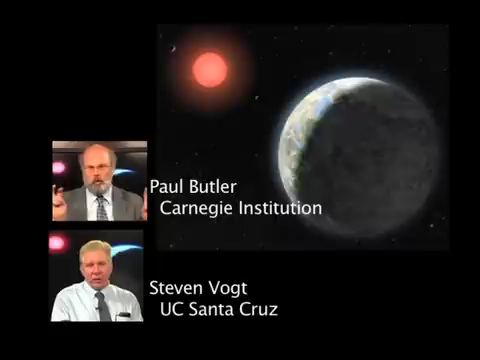 Paul Butler
Carnegie Institution
Steven Vogt
UC Santa Cruz